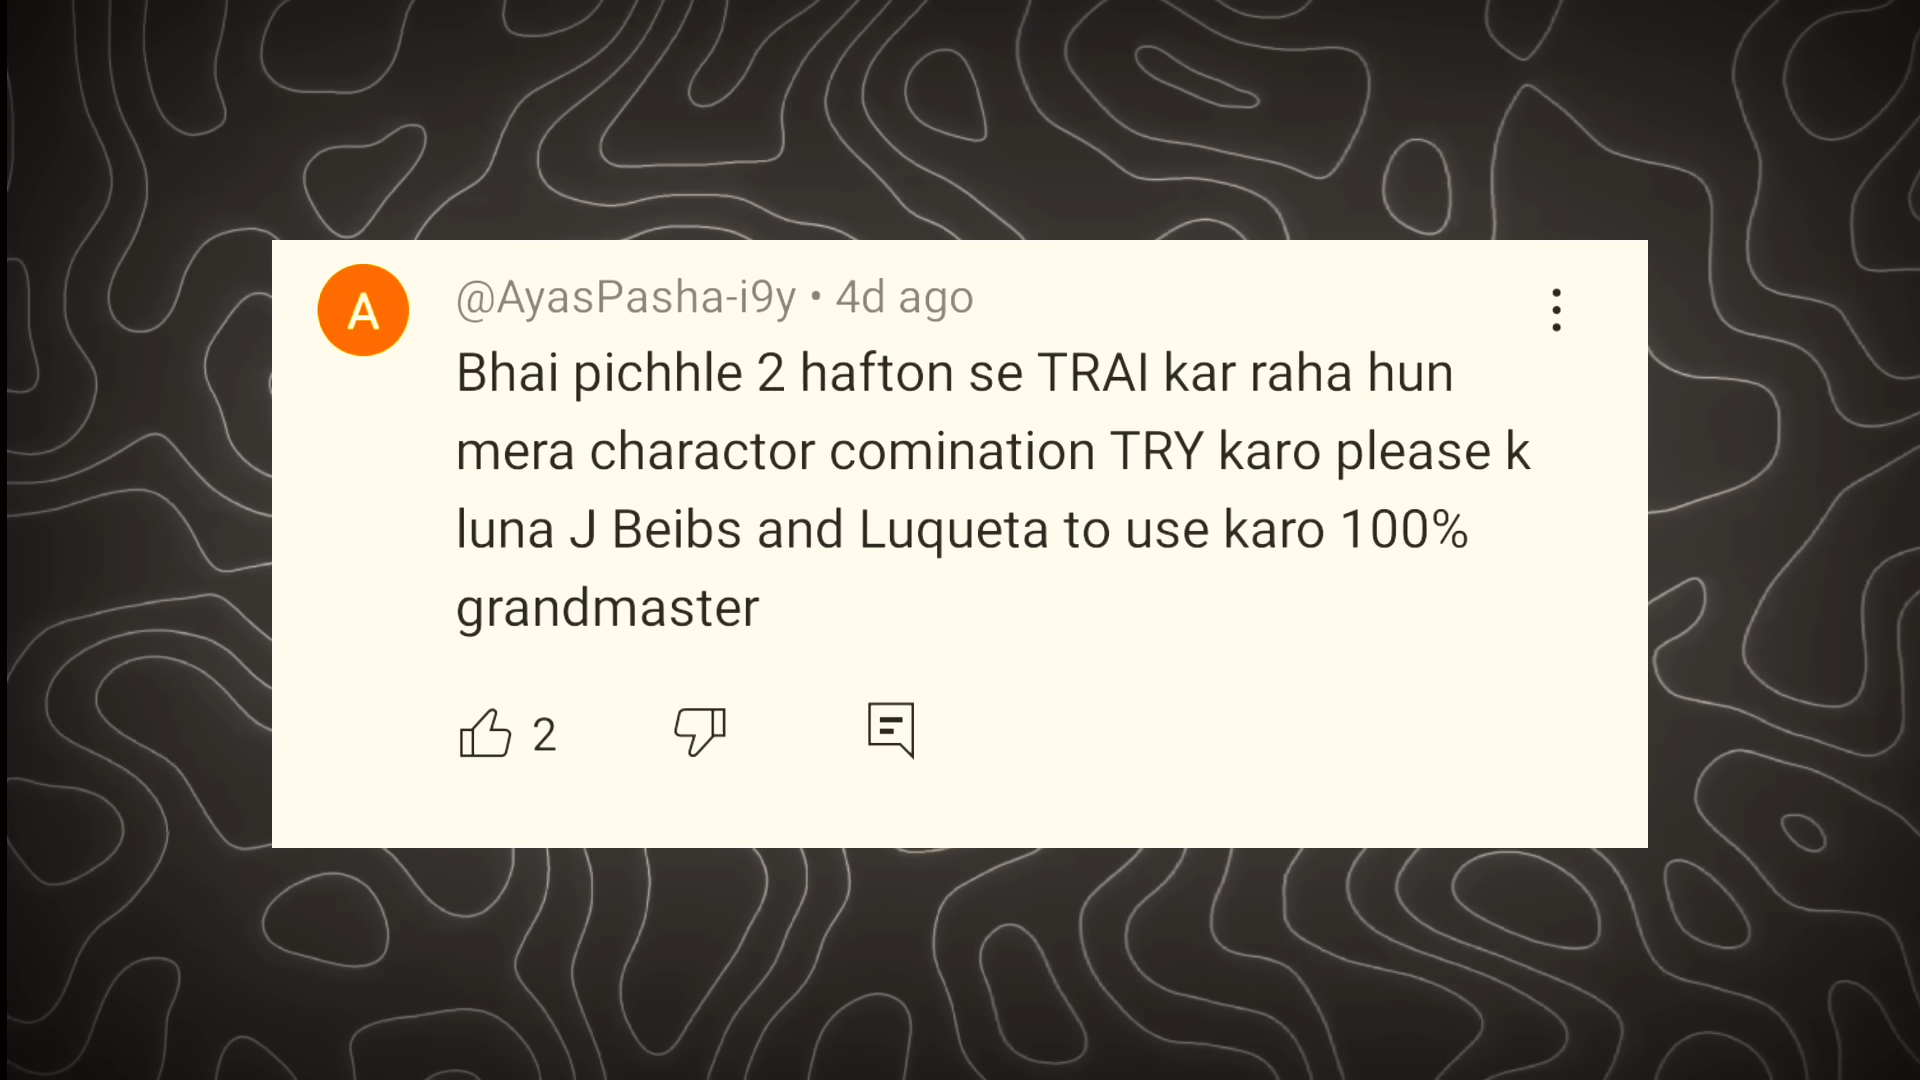 A
@AyasPasha-i9y • 4d ago
Bhai pichhle 2 hafton se TRAI kar raha hun
mera charactor comination TRY karo please k
luna J Beibs and Luqueta to use karo 100%
grandmaster
2